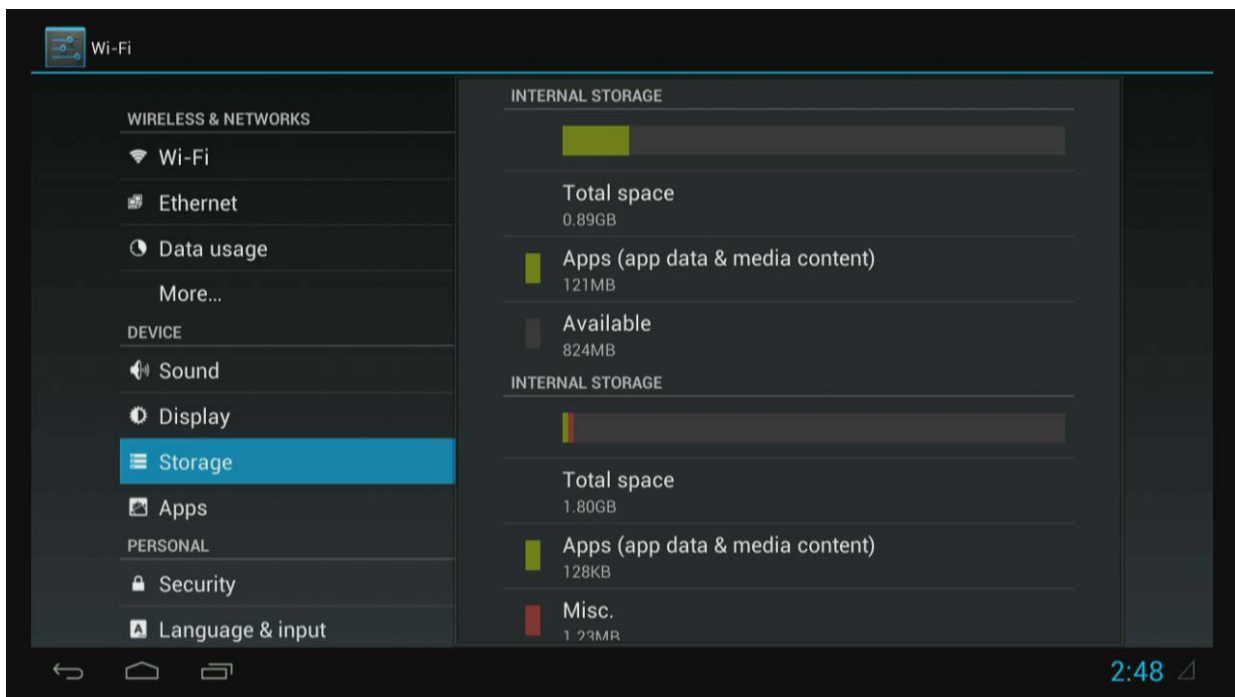 Wi-Fi
WIRELESS & NETWORKS
Wi-Fi
Ethernet
Data usage
More...
DEVICE
Sound
Display
Storage
Apps
PERSONAL
Security
Language & input
INTERNAL STORAGE
Total space
0.89GB
Apps (app data & media content)
121MB
Available
824MB
INTERNAL STORAGE
Total space
1.80GB
Apps (app data & media content)
128KB
Misc.
1.23MB
2:48